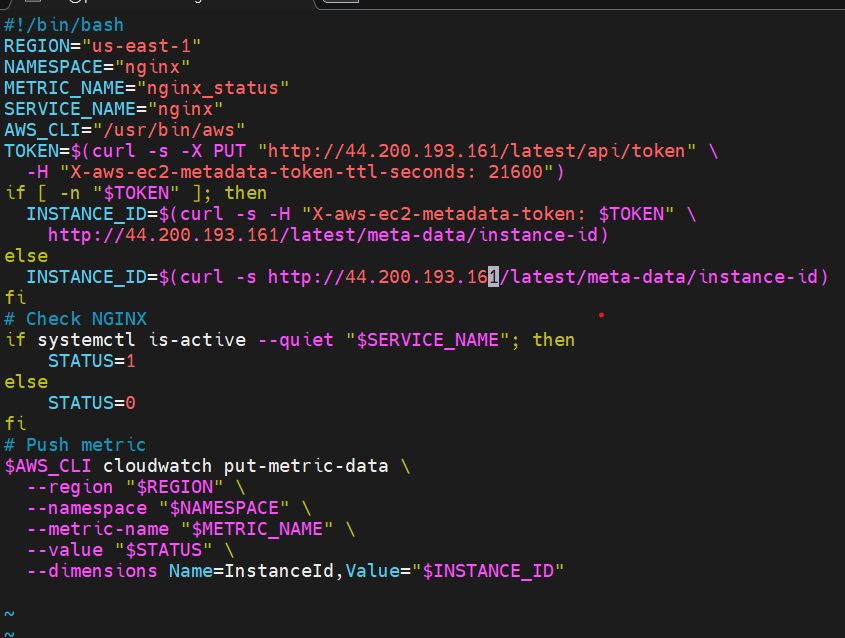 #!/bin/bash
REGION="us-east-1"
NAMESPACE="nginx"
METRIC_NAME="nginx_status"
SERVICE_NAME="nginx"
AWS_CLI="/usr/bin/aws"
TOKEN=$(curl -s -X PUT "http://44.200.193.161/latest/api/token" \
  -H "X-aws-ec2-metadata-token-ttl-seconds: 21600")
if [ -n "$TOKEN" ]; then
  INSTANCE_ID=$(curl -s -H "X-aws-ec2-metadata-token: $TOKEN" \
    http://44.200.193.161/latest/meta-data/instance-id)
else
  INSTANCE_ID=$(curl -s http://44.200.193.161/latest/meta-data/instance-id)
fi
# Check NGINX
if systemctl is-active --quiet "$SERVICE_NAME"; then
    STATUS=1
else
    STATUS=0
fi
# Push metric
$AWS_CLI cloudwatch put-metric-data \
  --region "$REGION" \
  --namespace "$NAMESPACE" \
  --metric-name "$METRIC_NAME" \
  --value "$STATUS" \
  --dimensions Name=InstanceId,Value="$INSTANCE_ID"
~
~